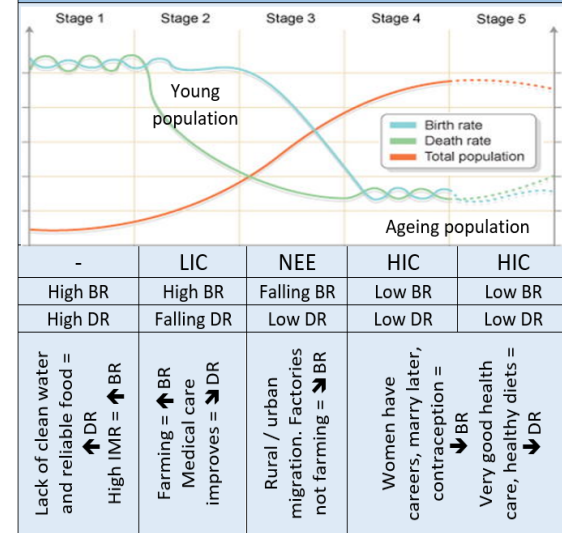 Stage 1 Stage 2 Stage 3 Stage 4 Stage 5
Young
population
Birth rate
Death rate
Total population
Ageing population
- LIC NEE HIC HIC
High BR High BR Falling BR Low BR Low BR
High DR Falling DR Low DR Low DR Low DR
Lack of clean water
and reliable food =
↑ DR
High IMR = ↑ BR
Farming = ↑ BR
Medical care
improves = ↘ DR
Rural / urban
migration. Factories
not farming = ↘ BR
Women have
careers, marry later,
contraception =
↓ BR
Very good health
care, healthy diets =
↓ DR